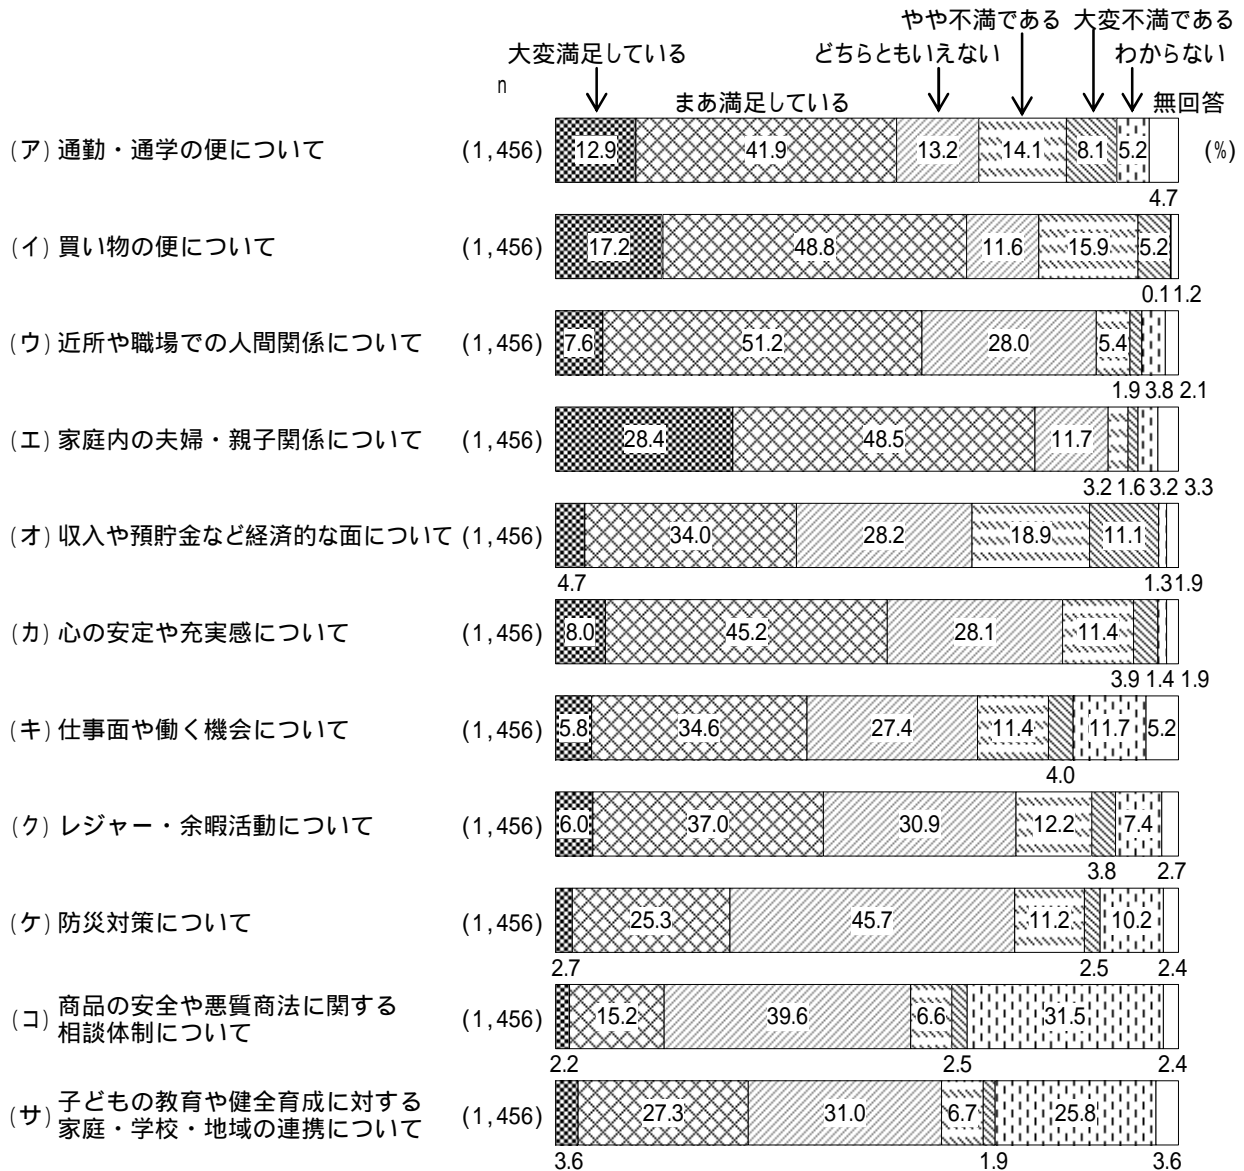 やや不満である 大変不満である
大変満足している どちらともいえない わからない
n まあ満足している 無回答
(ア) 通勤・通学の便について (1,456) 12.9 41.9 13.2 14.1 8.1 5.2 (%)
4.7
(イ) 買い物の便について (1,456) 17.2 48.8 11.6 15.9 5.2
0.1 1.2
(ウ) 近所や職場での人間関係について (1,456) 7.6 51.2 28.0 5.4
1.9 3.8 2.1
(エ) 家庭内の夫婦・親子関係について (1,456) 28.4 48.5 11.7
3.2 1.6 3.2 3.3
(オ) 収入や預貯金など経済的な面について (1,456) 34.0 28.2 18.9 11.1
4.7 1.3 1.9
(カ) 心の安定や充実感について (1,456) 8.0 45.2 28.1 11.4
3.9 1.4 1.9
(キ) 仕事面や働く機会について (1,456) 5.8 34.6 27.4 11.4 11.7 5.2
4.0
(ク) レジャー・余暇活動について (1,456) 6.0 37.0 30.9 12.2 7.4
3.8 2.7
(ケ) 防災対策について (1,456) 25.3 45.7 11.2 10.2
2.7 2.5 2.4
(コ) 商品の安全や悪質商法に関する
相談体制について (1,456) 15.2 39.6 6.6 31.5
2.2 2.5 2.4
(サ) 子どもの教育や健全育成に対する
家庭・学校・地域の連携について (1,456) 27.3 31.0 6.7 25.8
3.6 1.9 3.6